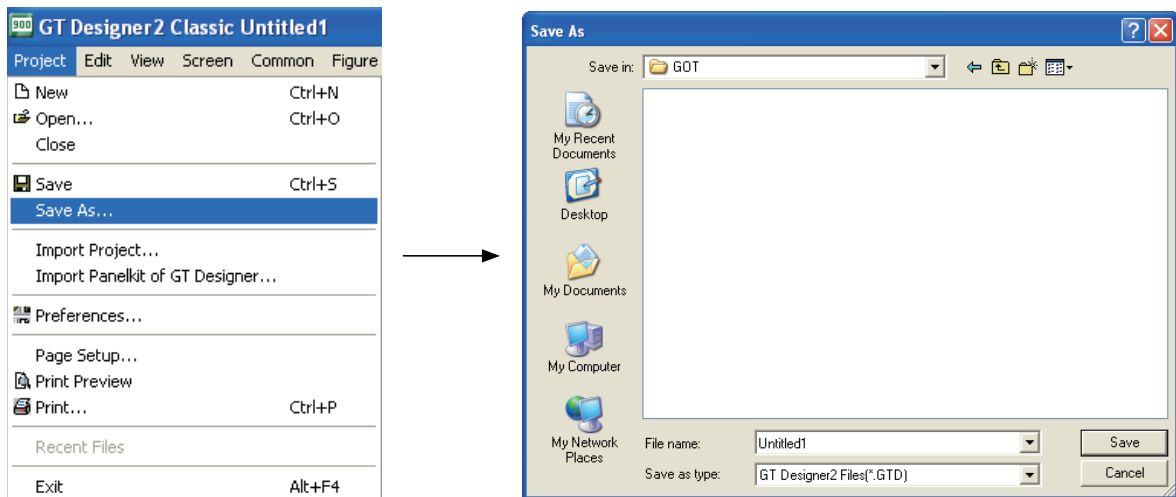 900 GT Designer2 Classic Untitled1
Project Edit View Screen Common Figure
New Ctrl+N
Open... Ctrl+O
Close
Save Ctrl+S
Save As...
Import Project...
Import Panelkit of GT Designer...
Preferences...
Page Setup...
Print Preview
Print... Ctrl+P
Recent Files
Exit Alt+F4
Save As
Save in: GOT
My Recent
Documents
Desktop
My Documents
My Computer
My Network
Places
File name: Untitled1 Save
Save as type: GT Designer2 Files(*.GTD) Cancel